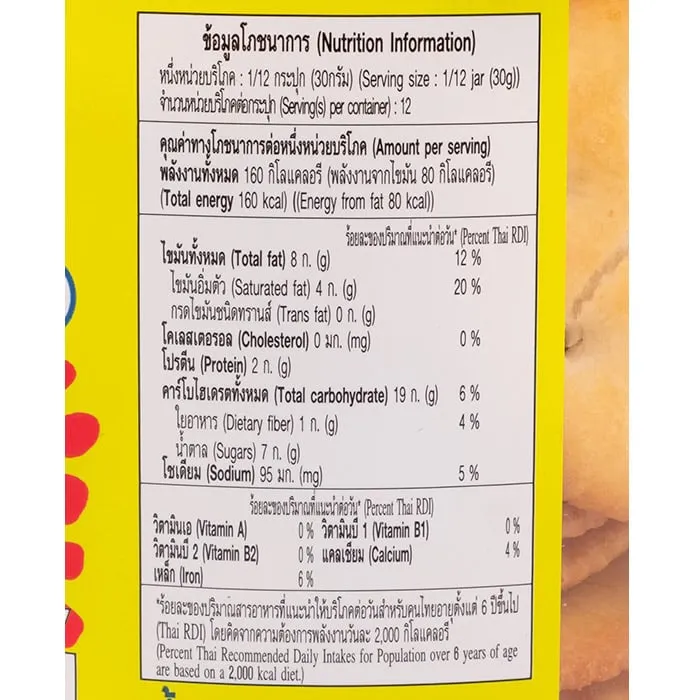 ข้อมูลโภชนาการ (Nutrition Information)
หนึ่งหน่วยบริโภค : 1/12 กระปุก (30กรัม) (Serving size : 1/12 jar (30g))
จำนวนหน่วยบริโภคต่อกระปุก (Serving(s) per container) : 12
คุณค่าทางโภชนาการต่อหนึ่งหน่วยบริโภค (Amount per serving)
พลังงานทั้งหมด 160 กิโลแคลอรี (พลังงานจากไขมัน 80 กิโลแคลอรี)
(Total energy 160 kcal) ((Energy from fat 80 kcal))
ร้อยละของปริมาณที่แนะนำต่อวัน* (Percent Thai RDI)
ไขมันทั้งหมด (Total fat) 8 ก. (g) 12 %
ไขมันอิ่มตัว (Saturated fat) 4 ก. (g) 20 %
กรดไขมันชนิดทรานส์ (Trans fat) 0 ก. (g)
โคเลสเตอรอล (Cholesterol) 0 มก. (mg) 0 %
โปรตีน (Protein) 2 ก. (g)
คาร์โบไฮเดรตทั้งหมด (Total carbohydrate) 19 ก. (g) 6 %
ใยอาหาร (Dietary fiber) 1 ก. (g) 4 %
น้ำตาล (Sugars) 7 ก. (g)
โซเดียม (Sodium) 95 มก. (mg) 5 %
ร้อยละของปริมาณที่แนะนำต่อวัน* (Percent Thai RDI)
วิตามินเอ (Vitamin A) 0 % วิตามินบี 1 (Vitamin B1) 0 %
วิตามินบี 2 (Vitamin B2) 0 % แคลเซียม (Calcium) 4 %
เหล็ก (Iron) 6 %
*ร้อยละของปริมาณสารอาหารที่แนะนำให้บริโภคต่อวันสำหรับคนไทยอายุตั้งแต่ 6 ปีขึ้นไป
(Thai RDI) โดยคิดจากความต้องการพลังงานวันละ 2,000 กิโลแคลอรี
(Percent Thai Recommended Daily Intakes for Population over 6 years of age
are based on a 2,000 kcal diet.)